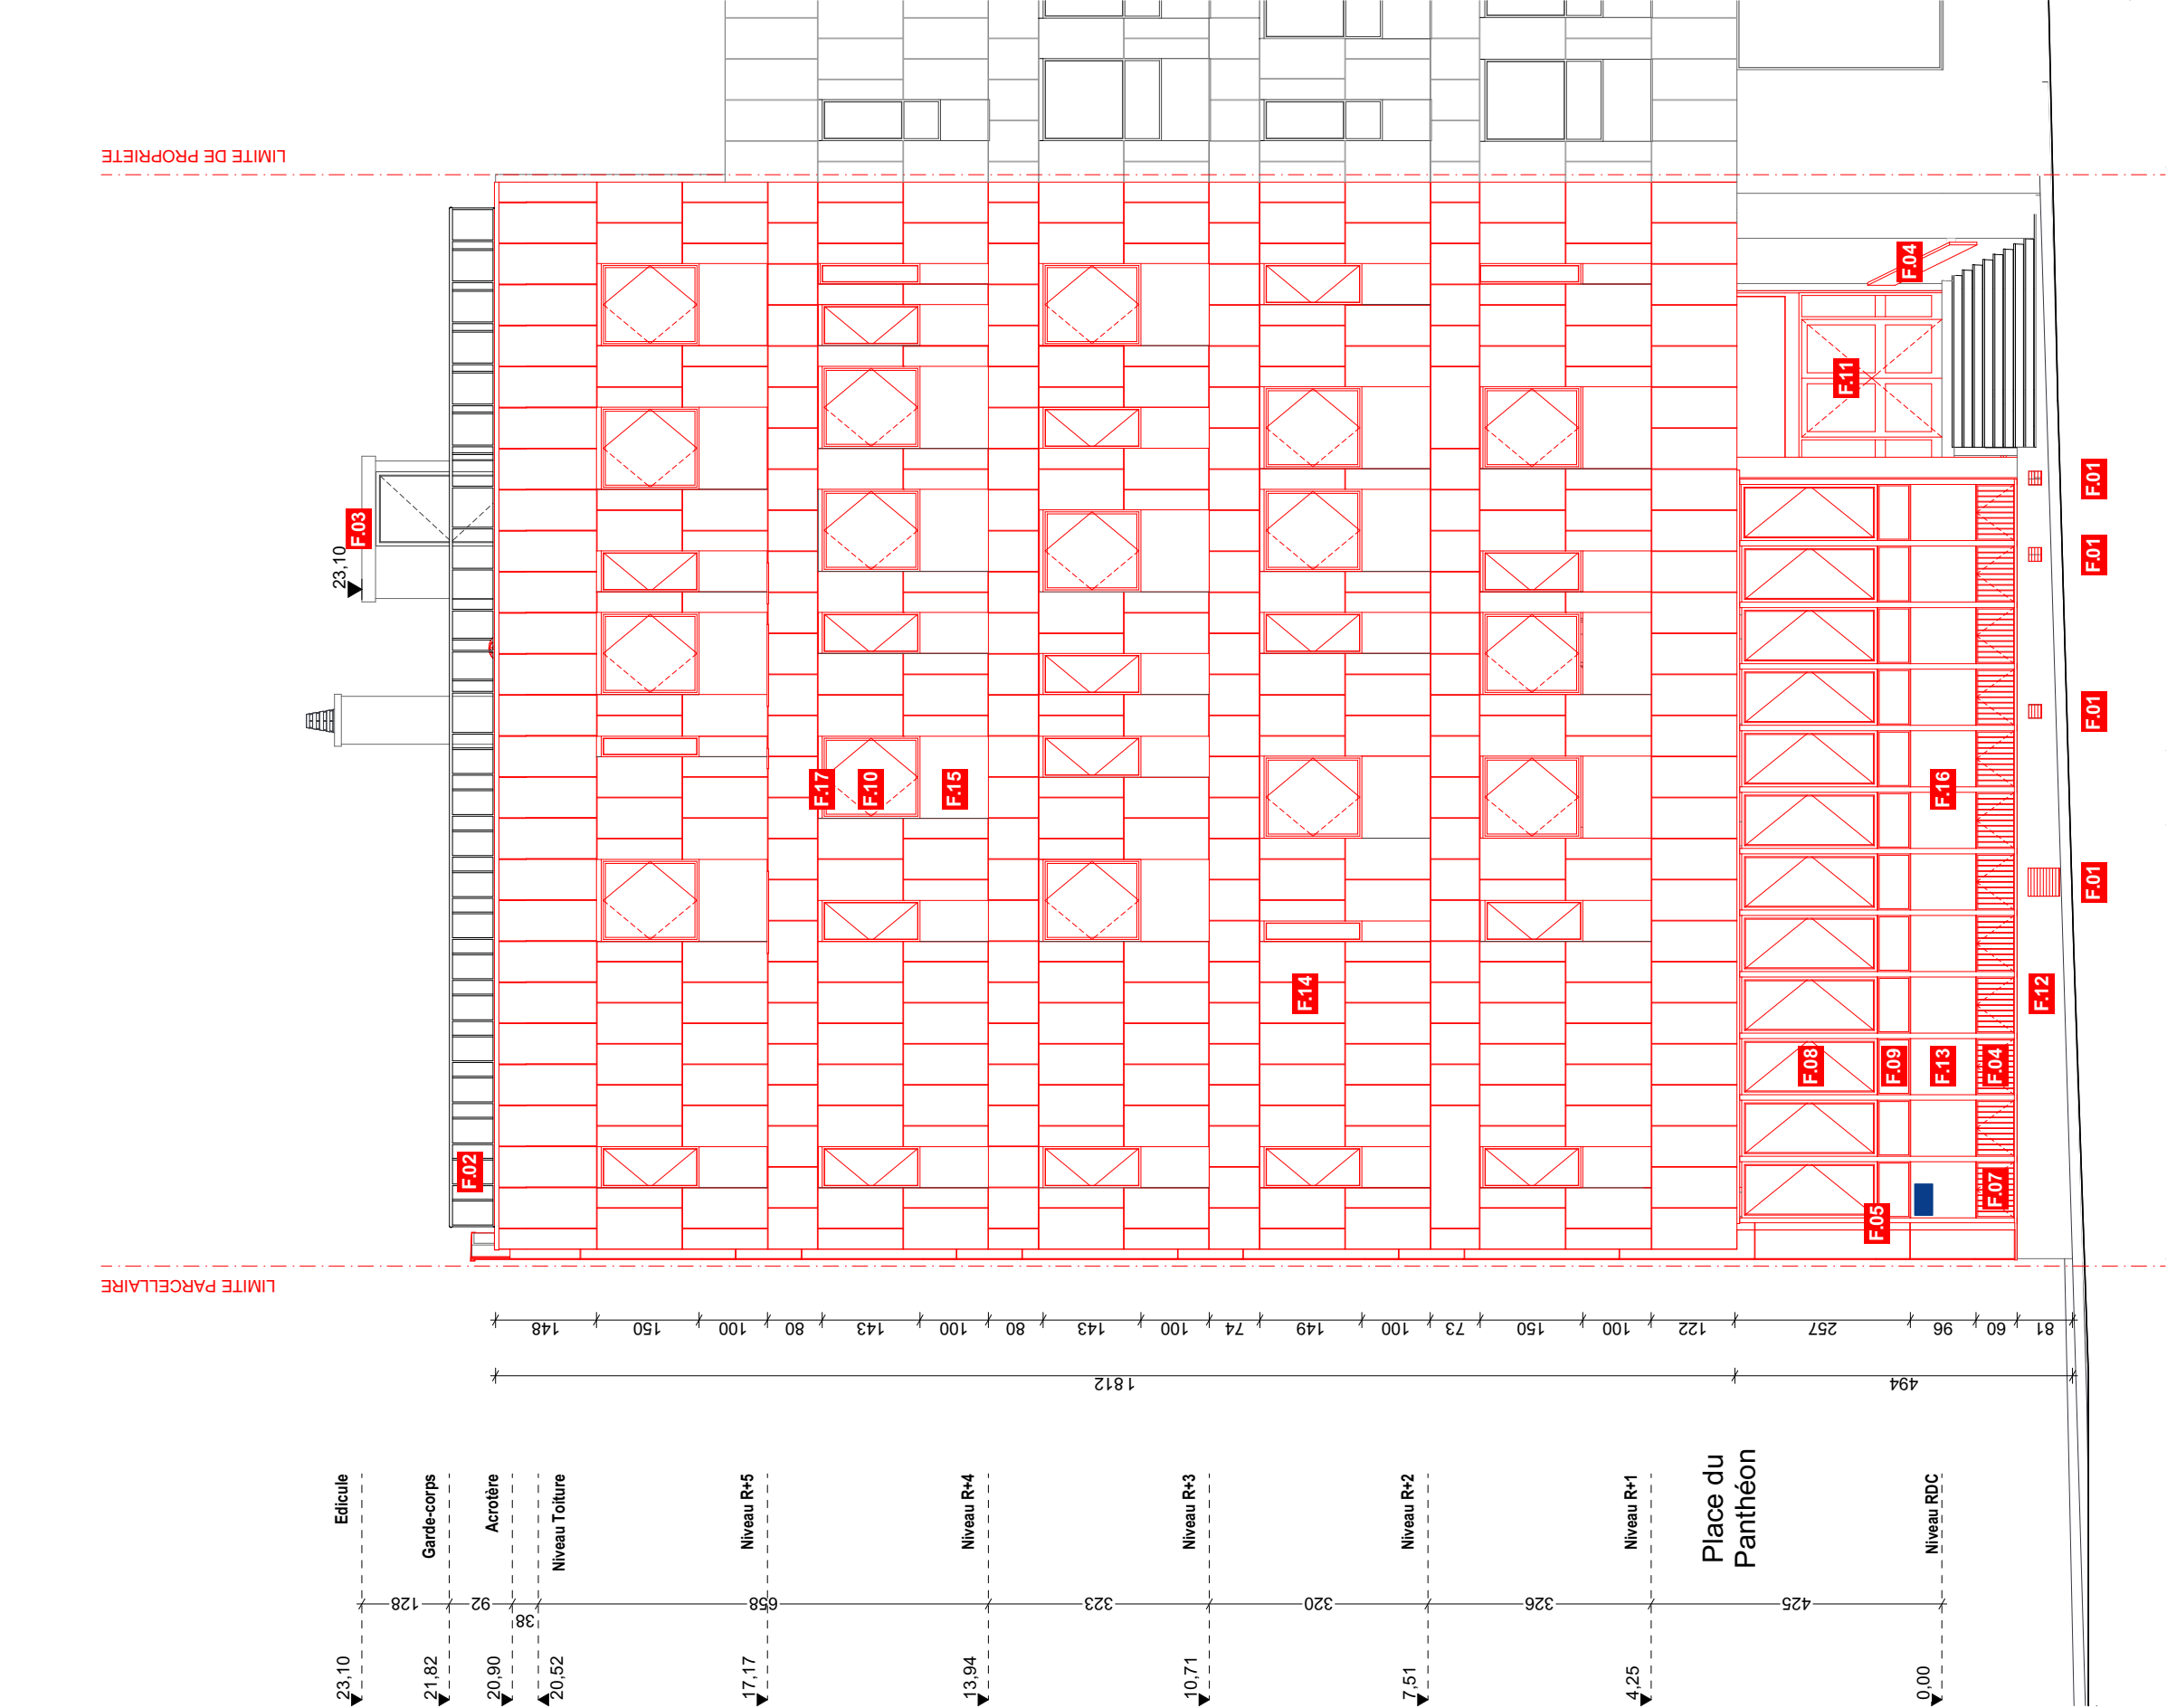 LIMITE DE PROPRIETE
LIMITE PARCELLAIRE
23,10
F.03
F.02
F.17
F.10
F.15
F.14
F.04
F.11
F.16
F.08
F.09
F.13
F.04
F.05
F.07
F.12
F.01
F.01
F.01
F.01
148
150
100
80
143
100
80
143
100
74
149
100
73
150
100
122
257
96
60
81
1 812
494
Edicule
Garde-corps
Acrotère
Niveau Toiture
Niveau R+5
Niveau R+4
Niveau R+3
Niveau R+2
Niveau R+1
Place du
Panthéon
Niveau RDC
128
92
38
658
323
320
326
425
23,10
21,82
20,90
20,52
17,17
13,94
10,71
7,51
4,25
0,00